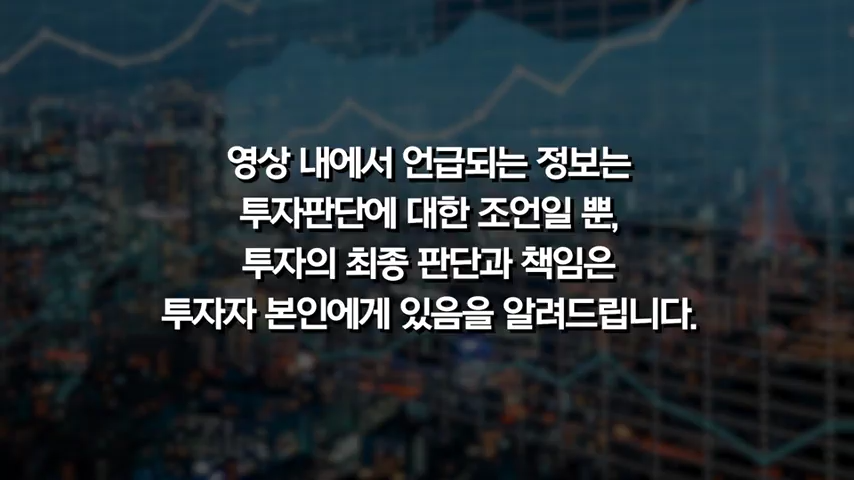 영상 내에서 언급되는 정보는
투자판단에 대한 조언일 뿐,
투자의 최종 판단과 책임은
투자자 본인에게 있음을 알려드립니다.